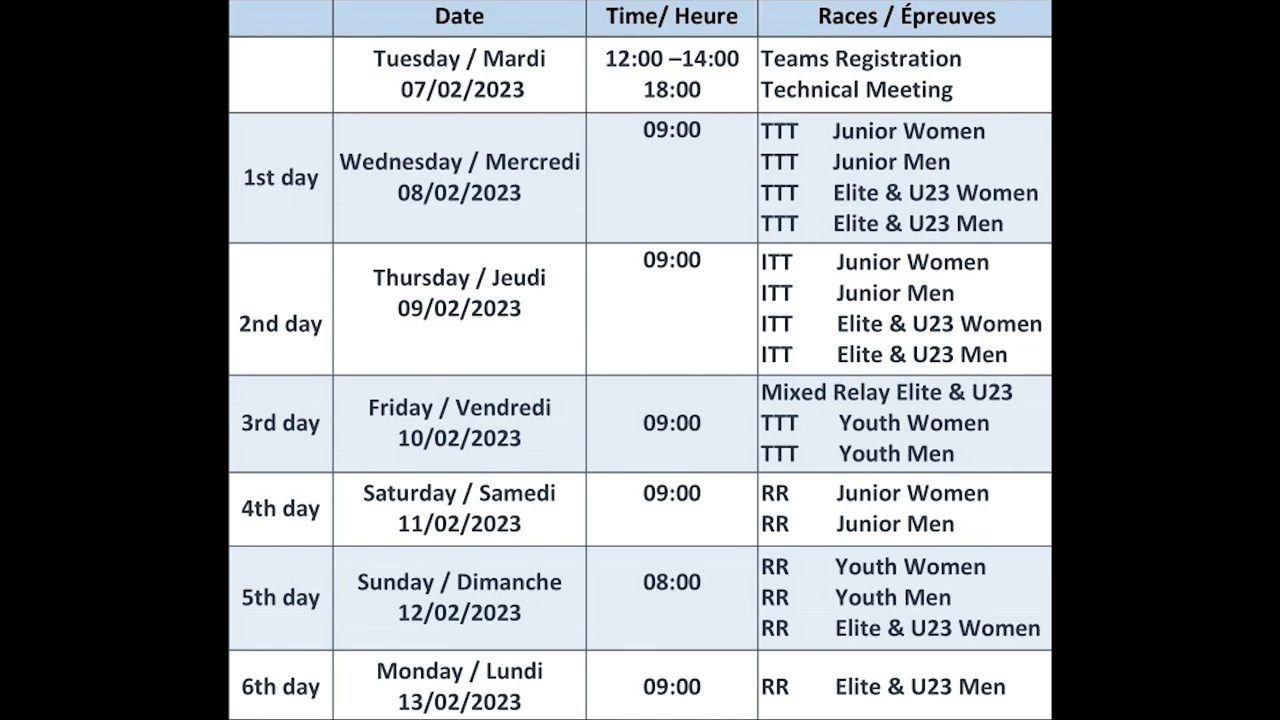 Date Time/ Heure Races / Épreuves
Tuesday / Mardi 12:00 –14:00 Teams Registration
07/02/2023 18:00 Technical Meeting
1st day
Wednesday / Mercredi
08/02/2023
09:00
TTT Junior Women
TTT Junior Men
TTT Elite & U23 Women
TTT Elite & U23 Men
2nd day
Thursday / Jeudi
09/02/2023
09:00
ITT Junior Women
ITT Junior Men
ITT Elite & U23 Women
ITT Elite & U23 Men
3rd day
Friday / Vendredi
10/02/2023
09:00
Mixed Relay Elite & U23
TTT Youth Women
TTT Youth Men
4th day
Saturday / Samedi
11/02/2023
09:00
RR Junior Women
RR Junior Men
5th day
Sunday / Dimanche
12/02/2023
08:00
RR Youth Women
RR Youth Men
RR Elite & U23 Women
6th day
Monday / Lundi
13/02/2023
09:00
RR Elite & U23 Men